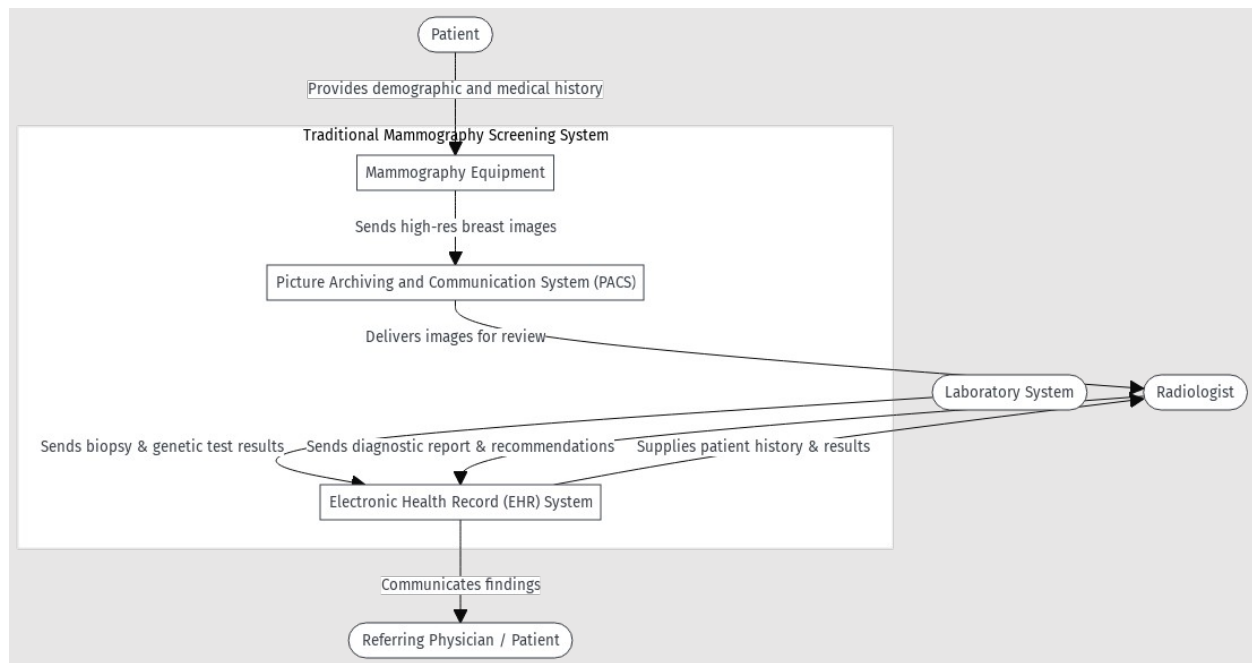 Patient
Provides demographic and medical history
Traditional Mammography Screening System
Mammography Equipment
Sends high-res breast images
Picture Archiving and Communication System (PACS)
Delivers images for review
Laboratory System
Radiologist
Sends biopsy & genetic test results
Sends diagnostic report & recommendations
Supplies patient history & results
Electronic Health Record (EHR) System
Communicates findings
Referring Physician / Patient